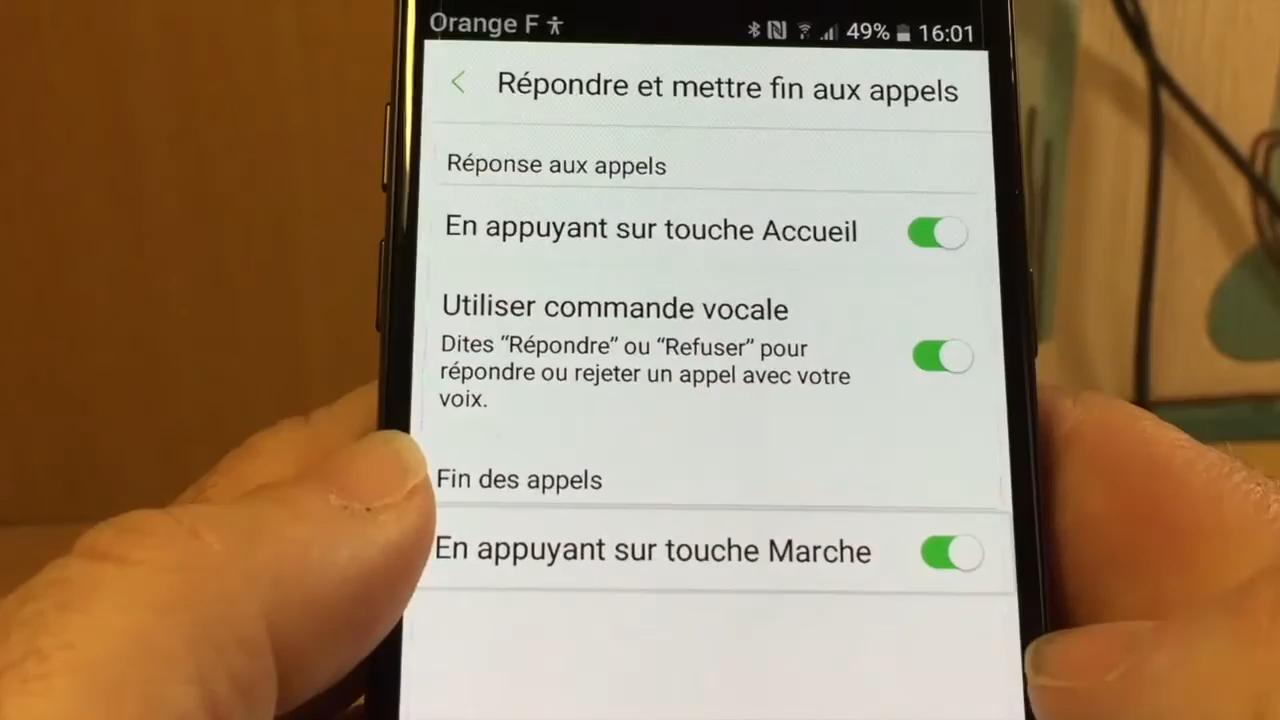 Orange F 49% 16:01
Répondre et mettre fin aux appels
Réponse aux appels
En appuyant sur touche Accueil
Utiliser commande vocale
Dites “Répondre” ou “Refuser” pour
répondre ou rejeter un appel avec votre
voix.
Fin des appels
En appuyant sur touche Marche